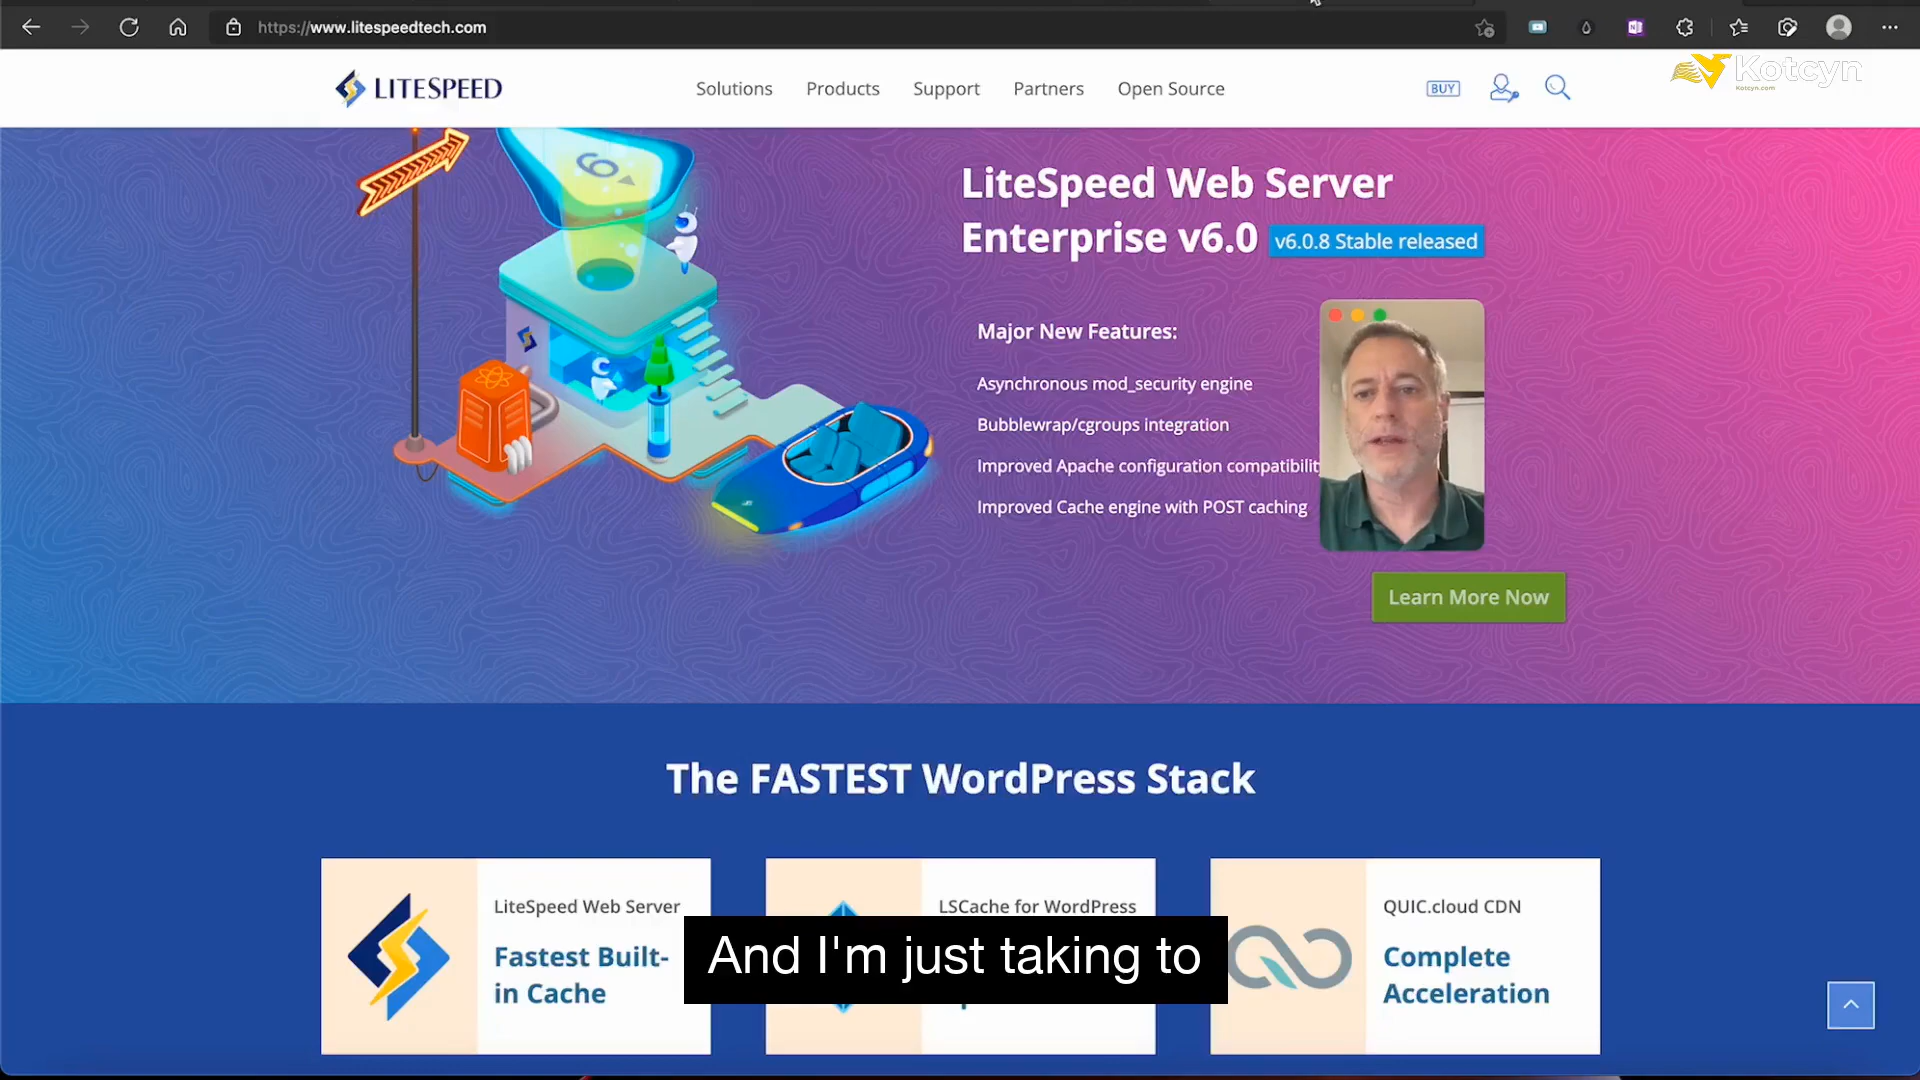 https://www.litespeedtech.com
LITESPEED
Solutions
Products
Support
Partners
Open Source
BUY
Kotcyn
Kotcyn.com
6
LiteSpeed Web Server
Enterprise v6.0
v6.0.8 Stable released
Major New Features:
Asynchronous mod_security engine
Bubblewrap/cgroups integration
Improved Apache configuration compatibilit
Improved Cache engine with POST caching
Learn More Now
The FASTEST WordPress Stack
LiteSpeed Web Server
Fastest Built-
in Cache
LSCache for WordPress
QUIC.cloud CDN
Complete
Acceleration
And I'm just taking to